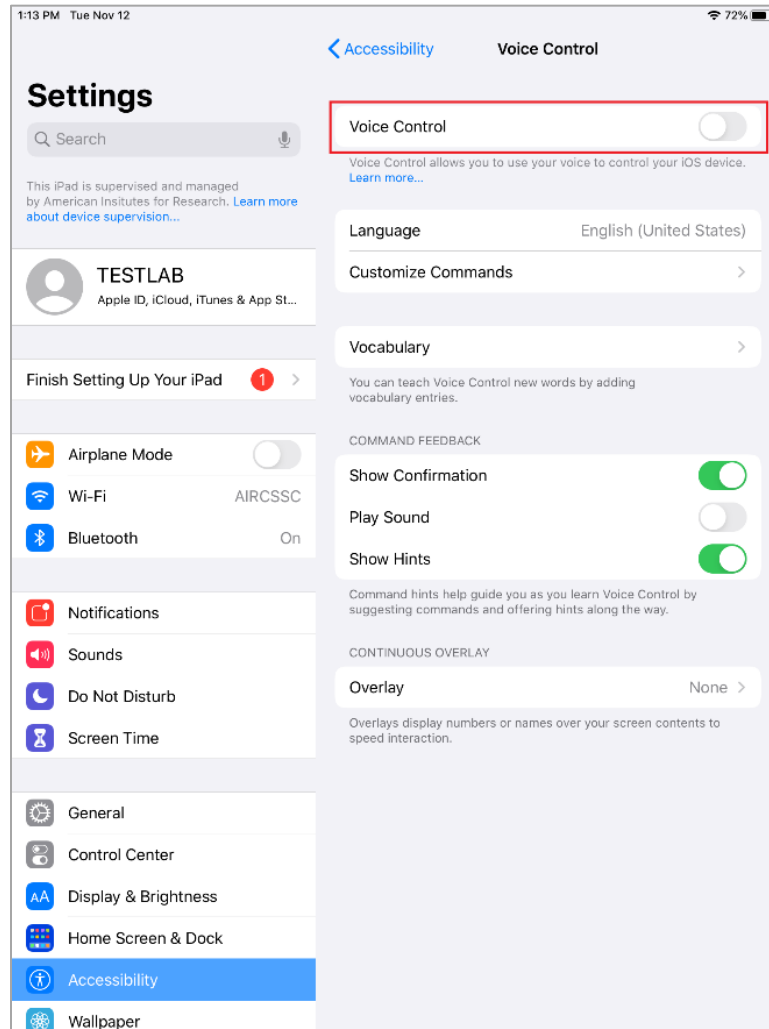 1:13 PM Tue Nov 12
72%
Settings
Search
This iPad is supervised and managed
by American Insitutes for Research. Learn more
about device supervision...
TESTLAB
Apple ID, iCloud, iTunes & App St...
Finish Setting Up Your iPad 1
Airplane Mode
Wi-Fi AIRCSSC
Bluetooth On
Notifications
Sounds
Do Not Disturb
Screen Time
General
Control Center
AA Display & Brightness
Home Screen & Dock
Accessibility
Wallpaper
Accessibility Voice Control
Voice Control
Voice Control allows you to use your voice to control your iOS device.
Learn more...
Language English (United States)
Customize Commands
Vocabulary
You can teach Voice Control new words by adding
vocabulary entries.
COMMAND FEEDBACK
Show Confirmation
Play Sound
Show Hints
Command hints help guide you as you learn Voice Control by
suggesting commands and offering hints along the way.
CONTINUOUS OVERLAY
Overlay None
Overlays display numbers or names over your screen contents to
speed interaction.